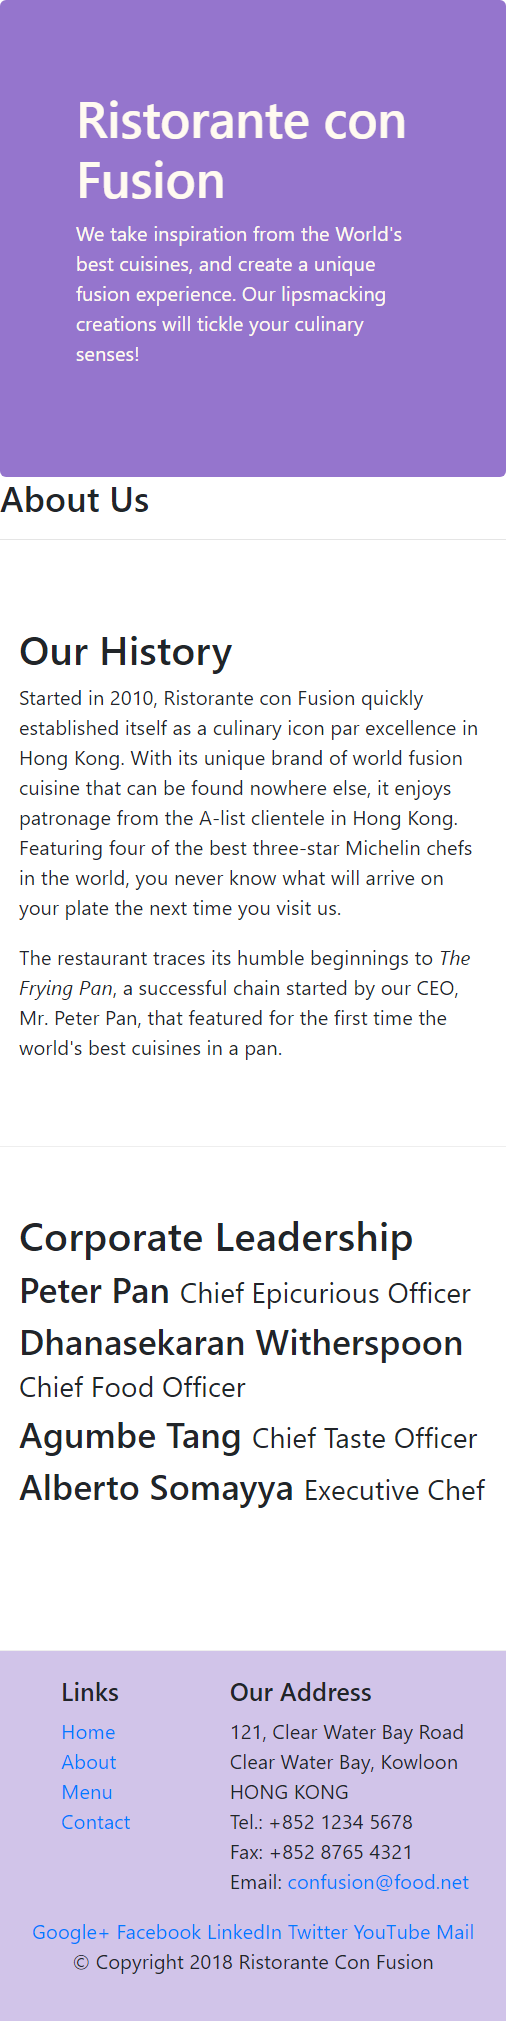 Ristorante con
Fusion
We take inspiration from the World's
best cuisines, and create a unique
fusion experience. Our lipsmacking
creations will tickle your culinary
senses!
About Us
Our History
Started in 2010, Ristorante con Fusion quickly
established itself as a culinary icon par excellence in
Hong Kong. With its unique brand of world fusion
cuisine that can be found nowhere else, it enjoys
patronage from the A-list clientele in Hong Kong.
Featuring four of the best three-star Michelin chefs
in the world, you never know what will arrive on
your plate the next time you visit us.
The restaurant traces its humble beginnings to The
Frying Pan, a successful chain started by our CEO,
Mr. Peter Pan, that featured for the first time the
world's best cuisines in a pan.
Corporate Leadership
Peter Pan Chief Epicurious Officer
Dhanasekaran Witherspoon
Chief Food Officer
Agumbe Tang Chief Taste Officer
Alberto Somayya Executive Chef
Links
Home
About
Menu
Contact
Our Address
121, Clear Water Bay Road
Clear Water Bay, Kowloon
HONG KONG
Tel.: +852 1234 5678
Fax: +852 8765 4321
Email: confusion@food.net
Google+ Facebook LinkedIn Twitter YouTube Mail
© Copyright 2018 Ristorante Con Fusion